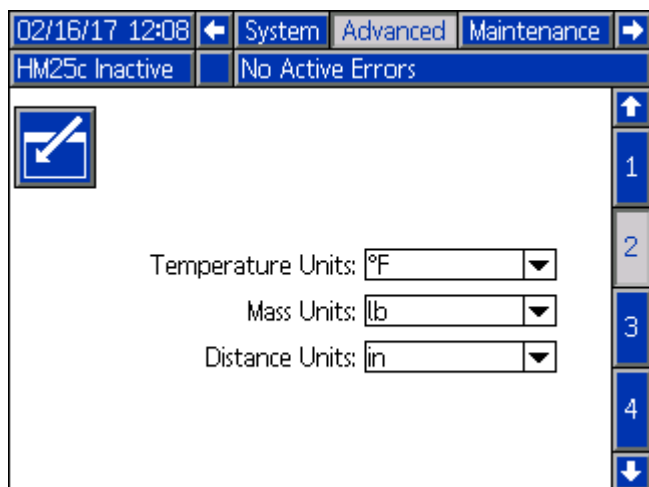 02/16/17 12:08 System Advanced Maintenance
HM25c Inactive No Active Errors
1
2
Temperature Units: °F
Mass Units: lb
3
Distance Units: in
4